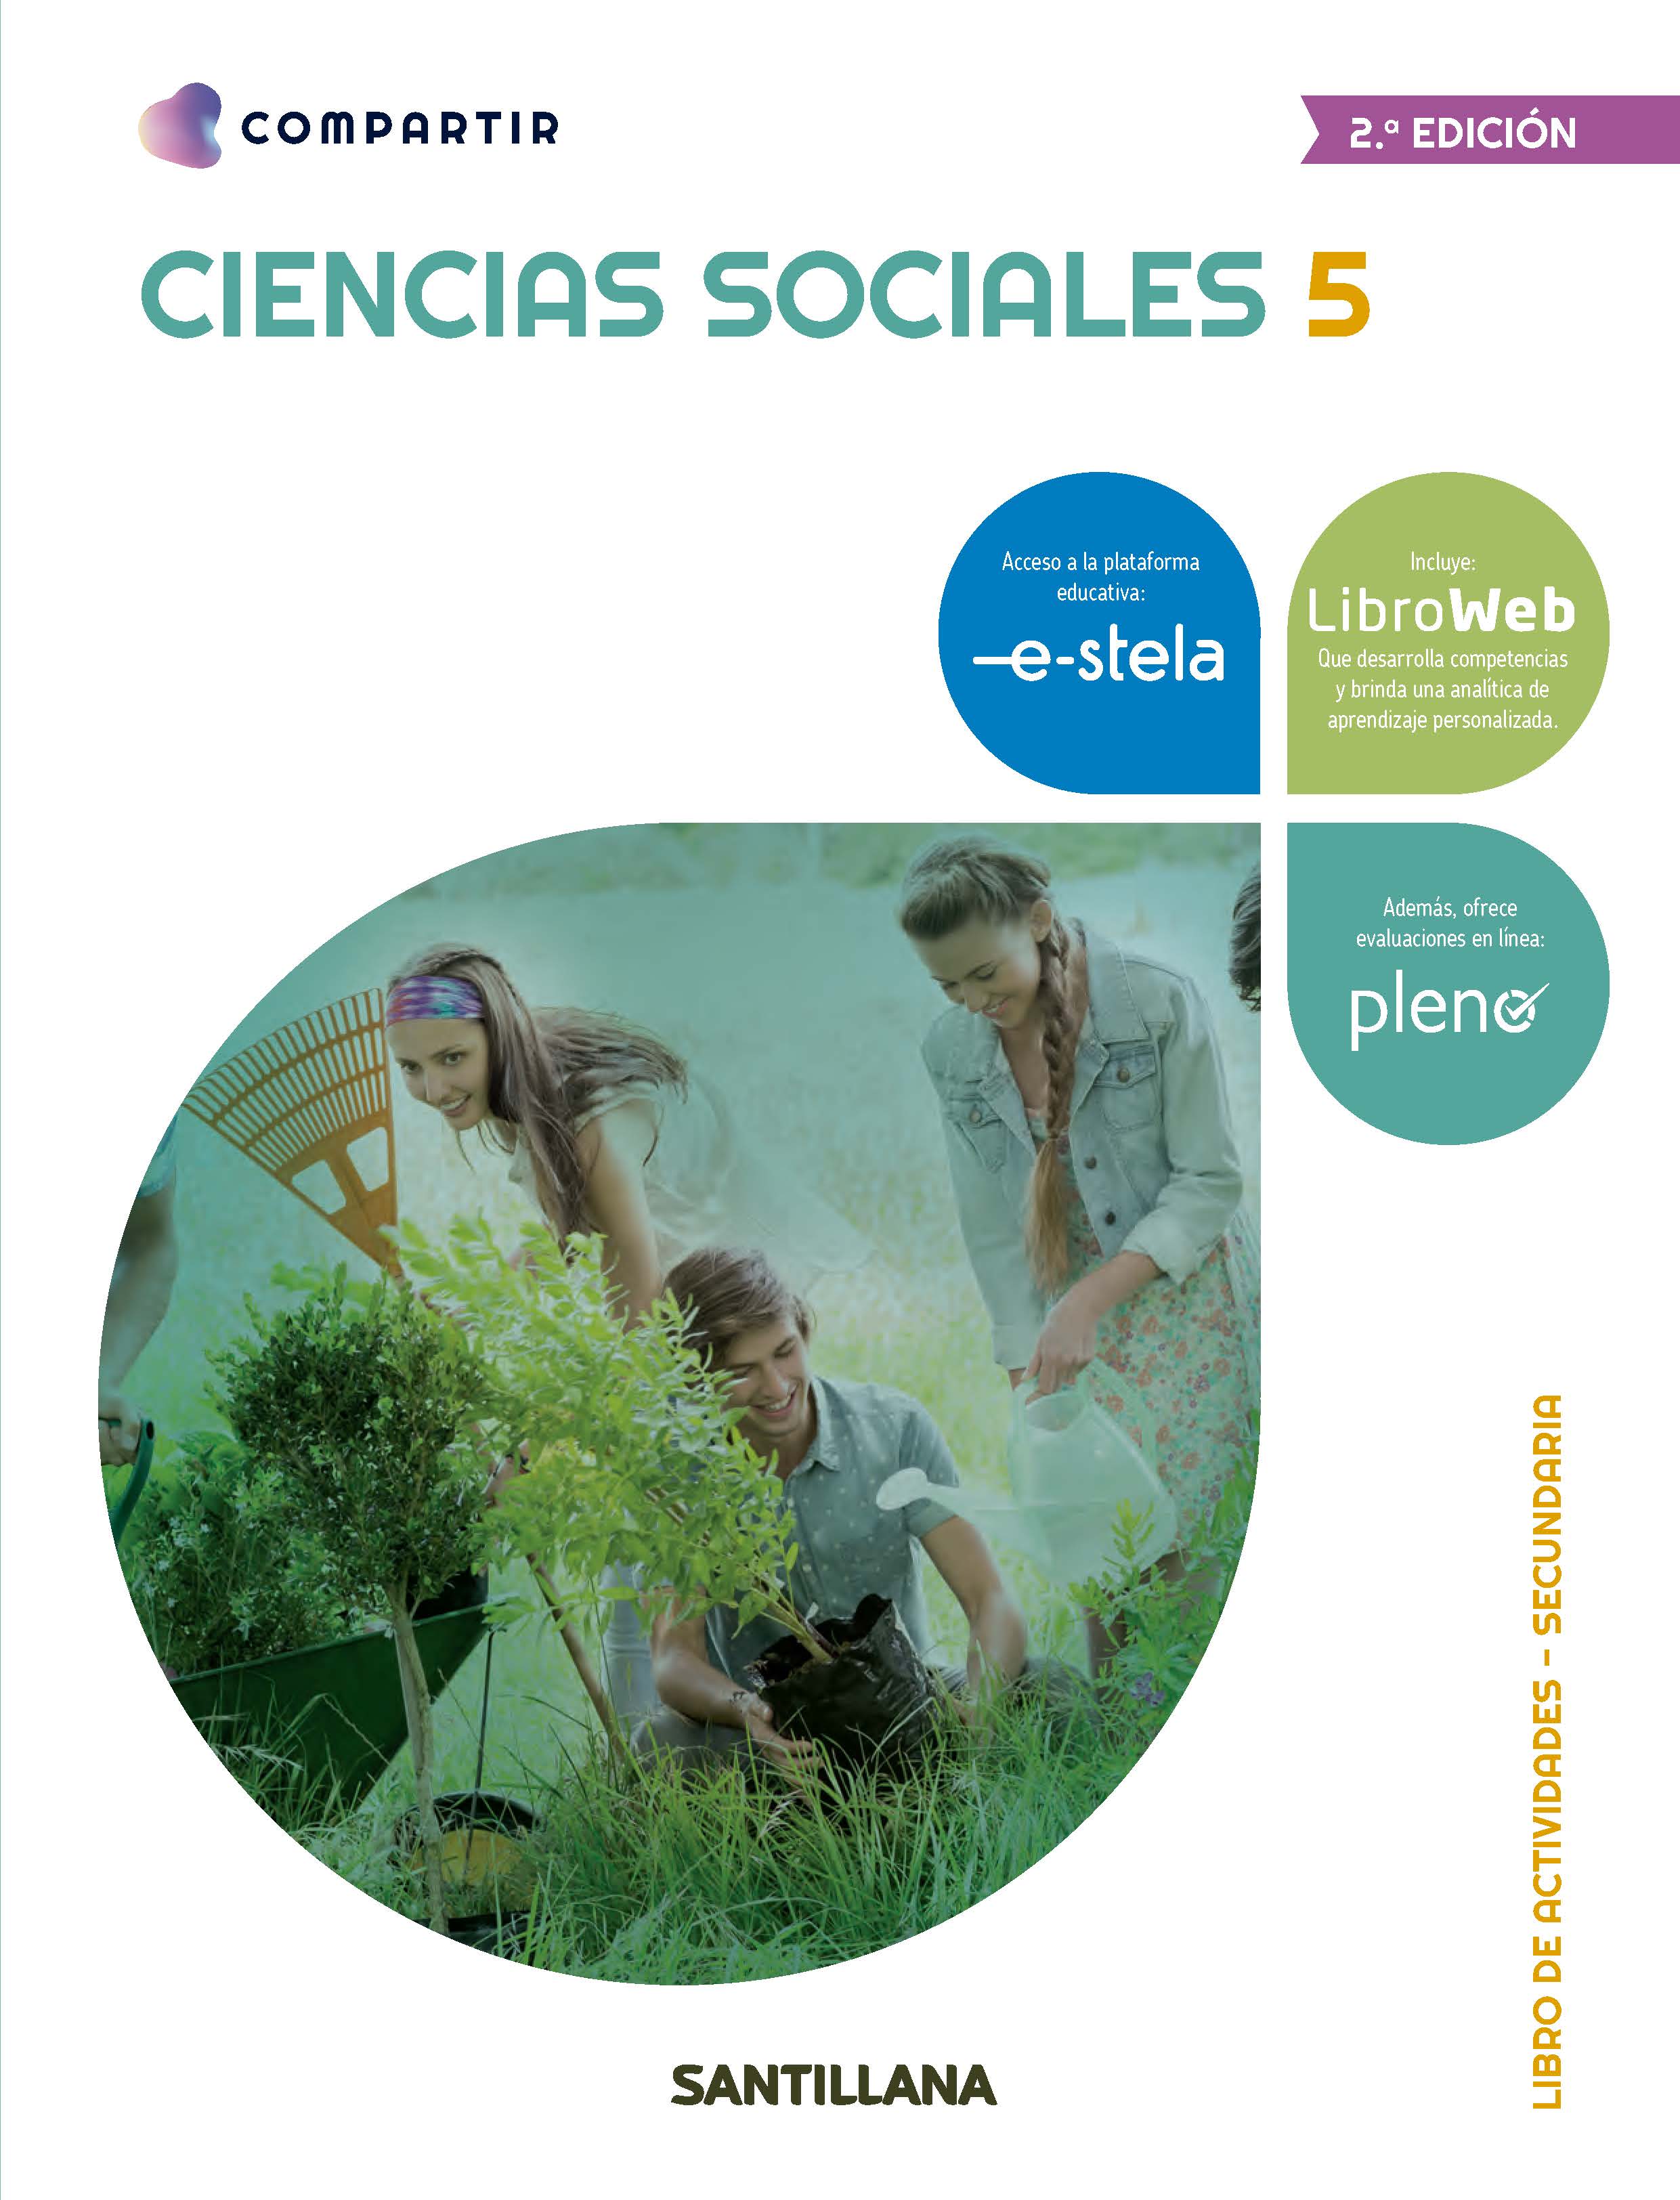 COMPARTIR
2.ª EDICIÓN
CIENCIAS SOCIALES 5
Acceso a la plataforma
educativa:
e-stela
Incluye:
LibroWeb
Que desarrolla competencias
y brinda una analítica de
aprendizaje personalizada.
Además, ofrece
evaluaciones en línea:
pleno
LIBRO DE ACTIVIDADES – SECUNDARIA
SANTILLANA